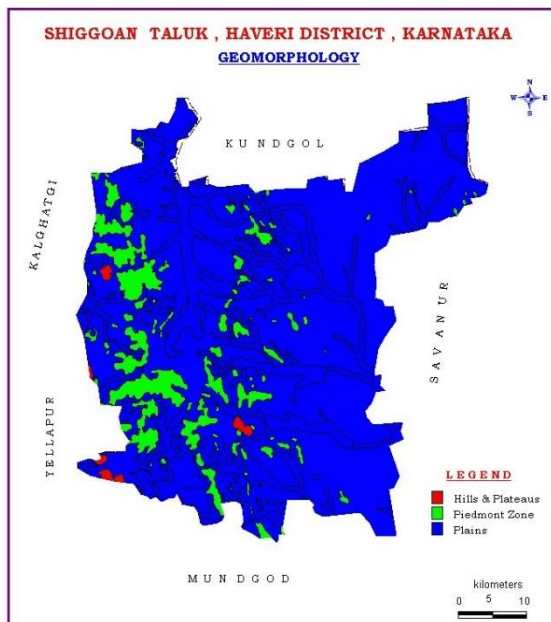 SHIGGOAN TALUK , HAVERI DISTRICT , KARNATAKA
GEOMORPHOLOGY
N
W E
S
KUNDGOL
KALGHATGI
SAVANUR
YELLAPUR
LEGEND
Hills & Plateaus
Piedmont Zone
Plains
MUNDGOD
kilometers
0 5 10